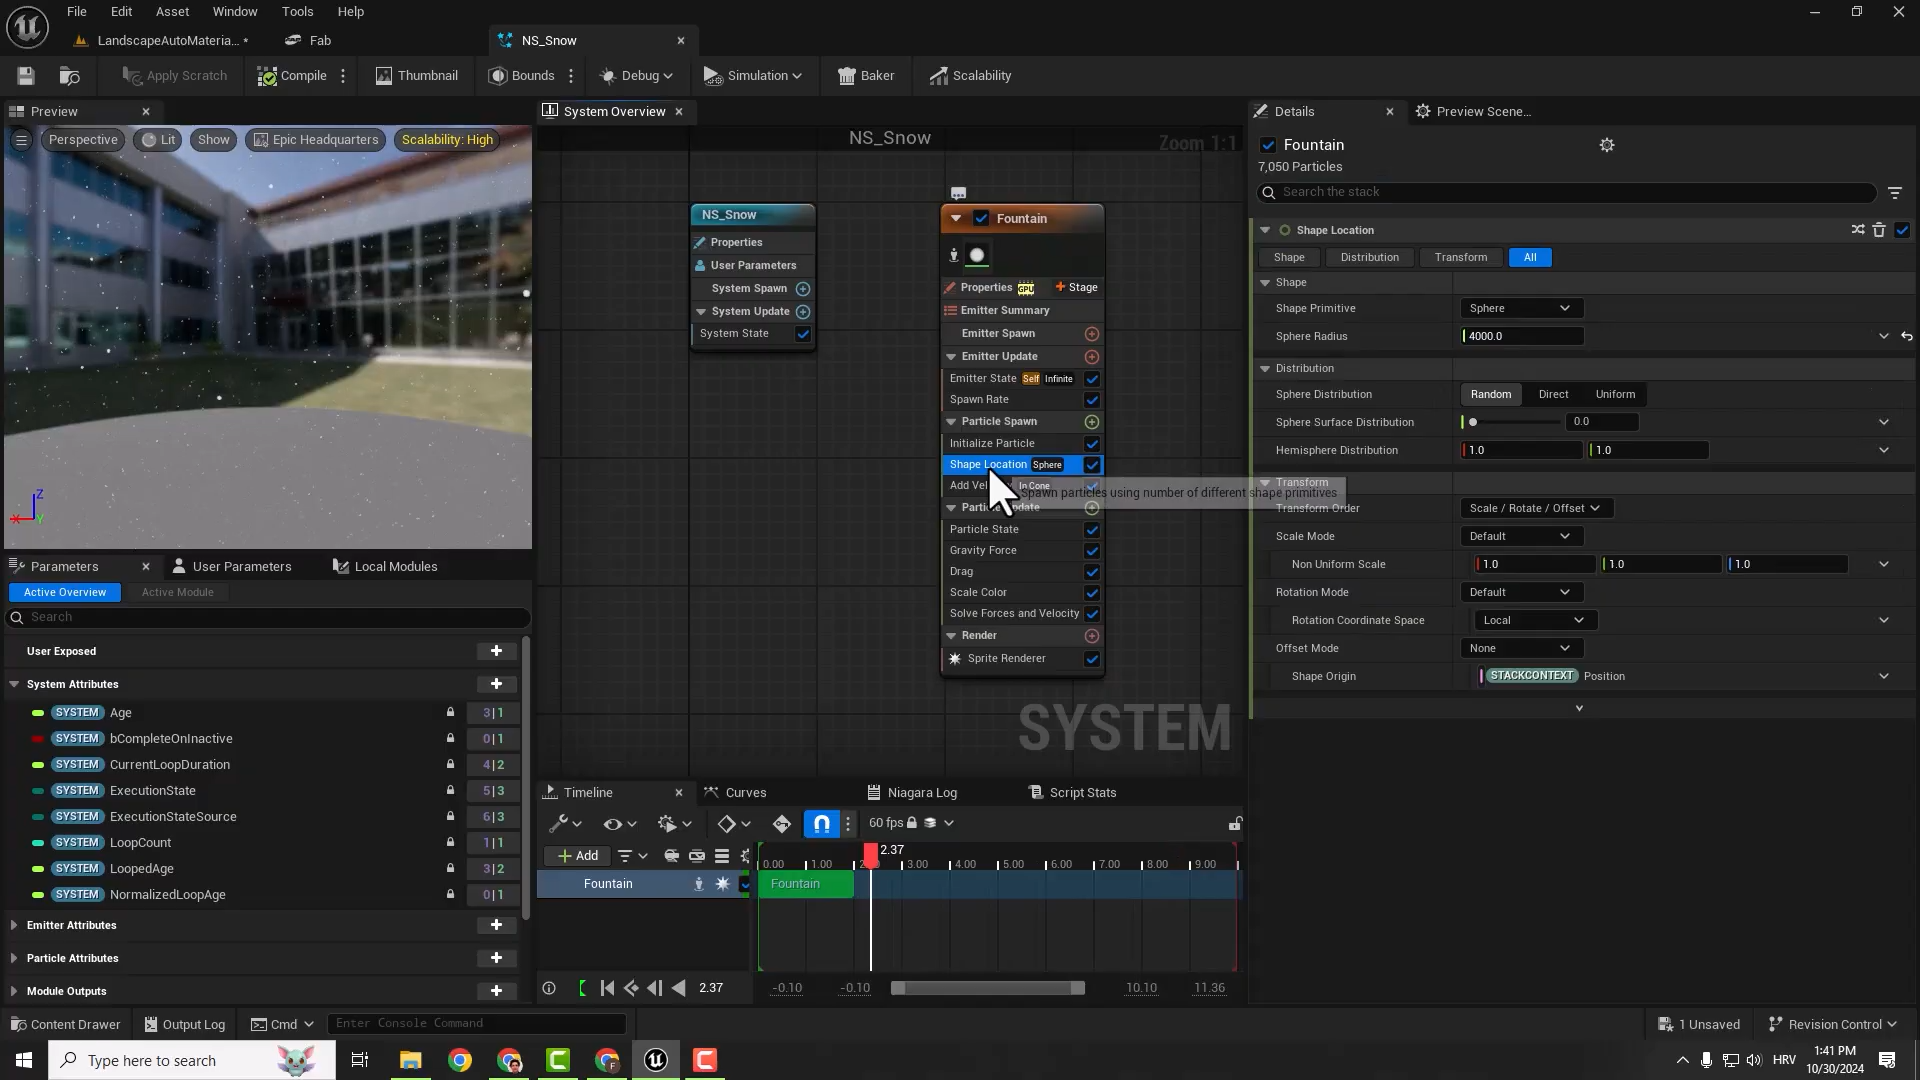 File Edit Asset Window Tools Help
LandscapeAutoMateria... * Fab NS_Snow
Apply Scratch Compile Thumbnail Bounds Debug Simulation Baker Scalability
Preview System Overview Details Preview Scene...
Perspective Lit Show Epic Headquarters Scalability: High
NS_Snow Zoom 1:1
Fountain
7,050 Particles
Search the stack
NS_Snow
Properties
User Parameters
System Spawn
System Update
System State
Fountain
Properties GPU Stage
Emitter Summary
Emitter Spawn
Emitter Update
Emitter State Self Infinite
Spawn Rate
Particle Spawn
Initialize Particle
Shape Location Sphere
Add Vel In Cone
Spawn particles using number of different shape primitives
Particle Update
Particle State
Gravity Force
Drag
Scale Color
Solve Forces and Velocity
Render
Sprite Renderer
SYSTEM
Shape Location
Shape Distribution Transform All
Shape
Shape Primitive Sphere
Sphere Radius 4000.0
Distribution
Sphere Distribution Random Direct Uniform
Sphere Surface Distribution 0.0
Hemisphere Distribution 1.0 1.0
Transform
Transform Order Scale / Rotate / Offset
Scale Mode Default
Non Uniform Scale 1.0 1.0 1.0
Rotation Mode Default
Rotation Coordinate Space Local
Offset Mode None
Shape Origin STACKCONTEXT Position
Z
X Y
Parameters User Parameters Local Modules
Active Overview Active Module
Search
User Exposed
System Attributes
SYSTEM Age 3|1
SYSTEM bCompleteOnInactive 0|1
SYSTEM CurrentLoopDuration 4|2
SYSTEM ExecutionState 5|3
SYSTEM ExecutionStateSource 6|3
SYSTEM LoopCount 1|1
SYSTEM LoopedAge 3|2
SYSTEM NormalizedLoopAge 0|1
Emitter Attributes
Particle Attributes
Module Outputs
Timeline Curves Niagara Log Script Stats
60 fps
Add
2.37
0.00 1.00 3.00 4.00 5.00 6.00 7.00 8.00 9.00
Fountain Fountain
2.37 -0.10 -0.10 10.10 11.36
Content Drawer Output Log Cmd Enter Console Command 1 Unsaved Revision Control
Type here to search HRV 1:41 PM
10/30/2024